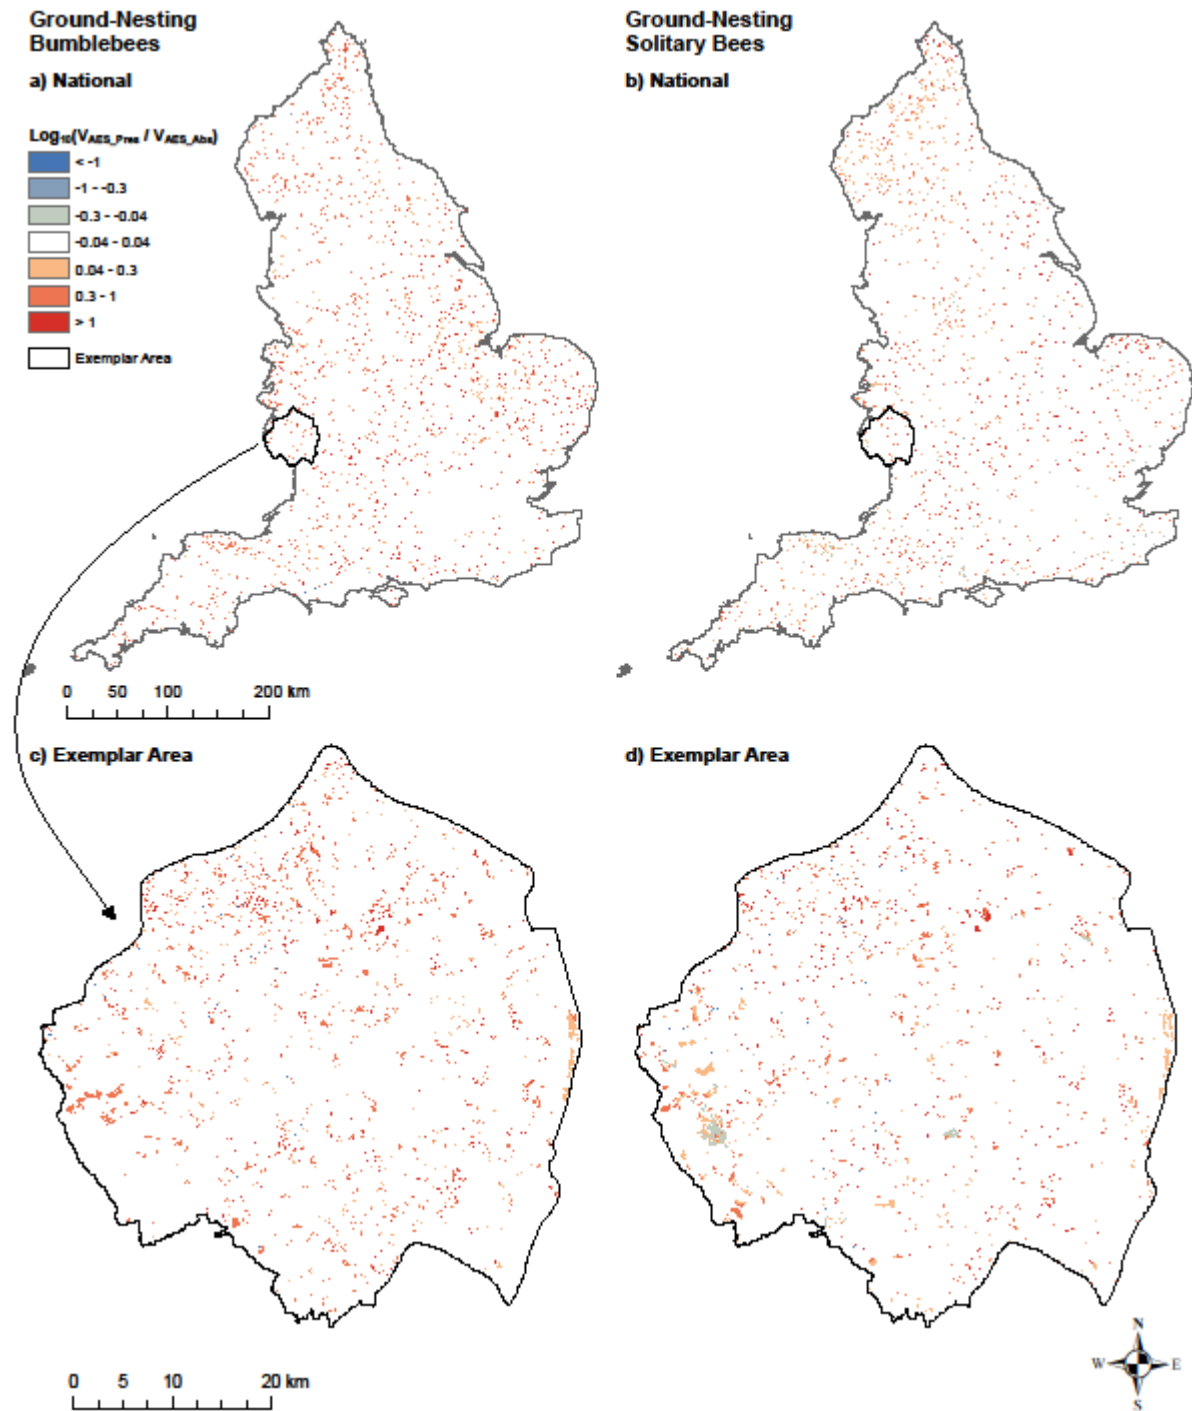 Ground-Nesting
Bumblebees
a) National
Log₁₀(V_AES_Pres / V_AES_Abs)
< -1
-1 - -0.3
-0.3 - -0.04
-0.04 - 0.04
0.04 - 0.3
0.3 - 1
> 1
Exemplar Area
0 50 100 200 km
Ground-Nesting
Solitary Bees
b) National
c) Exemplar Area
0 5 10 20 km
d) Exemplar Area
N
W E
S